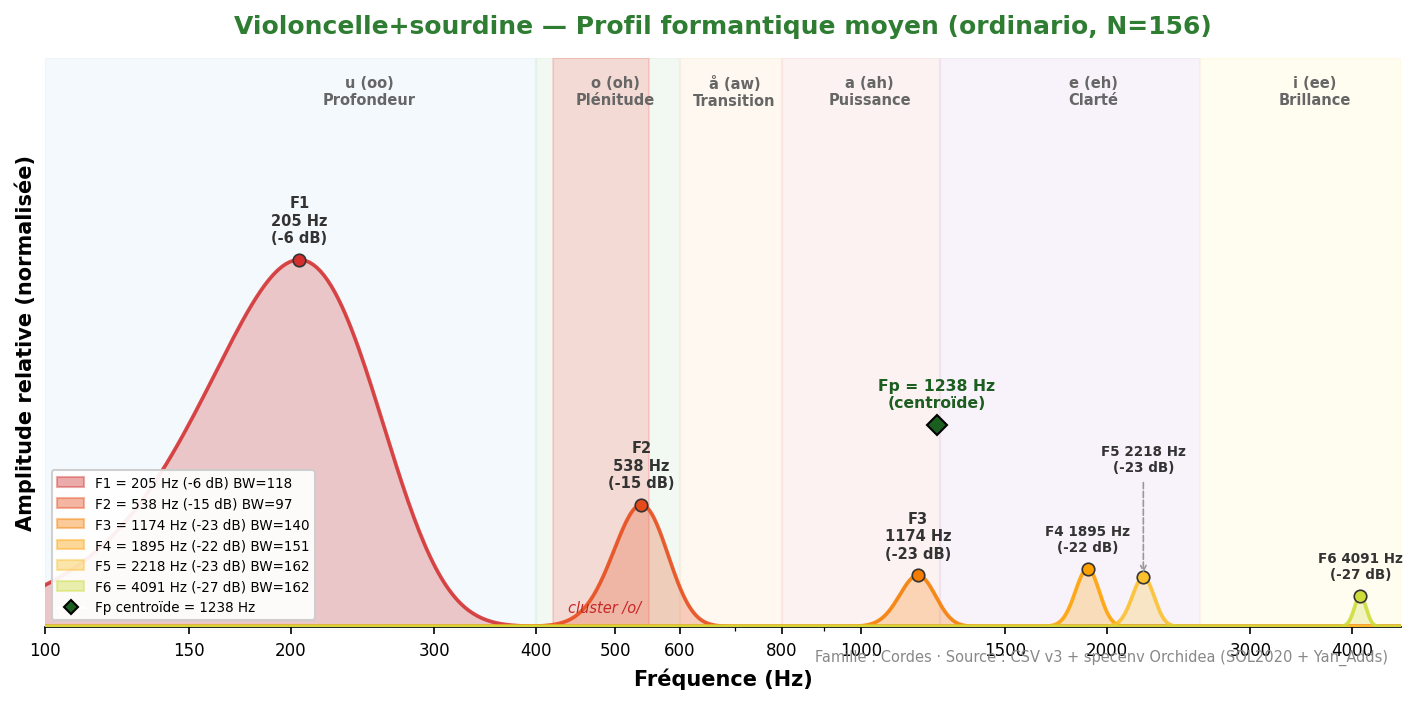 Violoncelle+sourdine — Profil formantique moyen (ordinario, N=156)
u (oo)
Profondeur
o (oh)
Plénitude
å (aw)
Transition
a (ah)
Puissance
e (eh)
Clarté
i (ee)
Brillance
Amplitude relative (normalisée)
F1
205 Hz
(-6 dB)
F2
538 Hz
(-15 dB)
F3
1174 Hz
(-23 dB)
Fp = 1238 Hz
(centroïde)
F4 1895 Hz
(-22 dB)
F5 2218 Hz
(-23 dB)
F6 4091 Hz
(-27 dB)
F1 = 205 Hz (-6 dB) BW=118
F2 = 538 Hz (-15 dB) BW=97
F3 = 1174 Hz (-23 dB) BW=140
F4 = 1895 Hz (-22 dB) BW=151
F5 = 2218 Hz (-23 dB) BW=162
F6 = 4091 Hz (-27 dB) BW=162
Fp centroïde = 1238 Hz
cluster /o/
100 150 200 300 400 500 600 800 1000 1500 2000 3000 4000
Famille : Cordes · Source : CSV v3 + specenv Orchidea (SOL2020 + Yan_Adds)
Fréquence (Hz)